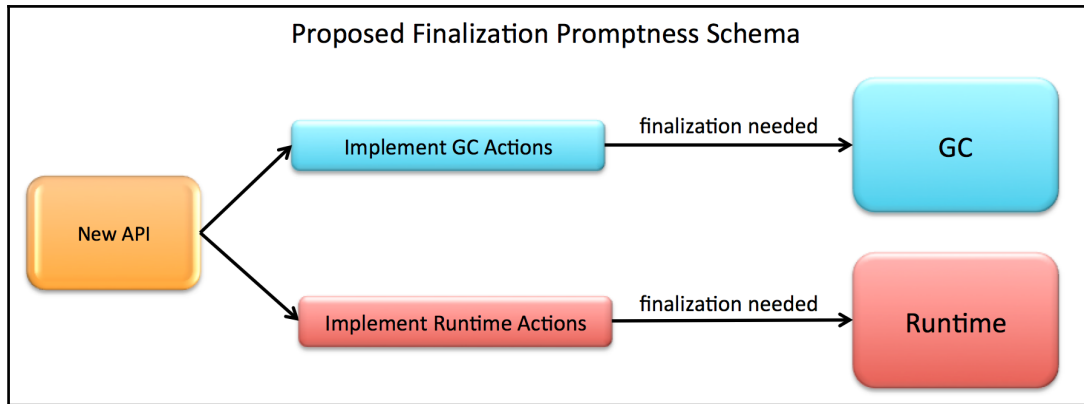 Proposed Finalization Promptness Schema
finalization needed
Implement GC Actions
GC
New API
finalization needed
Implement Runtime Actions
Runtime